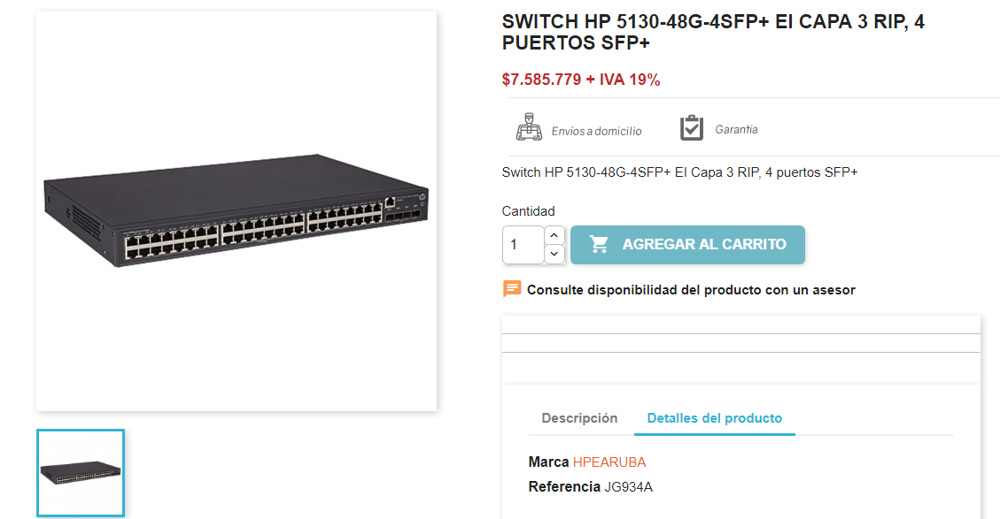 SWITCH HP 5130-48G-4SFP+ EI CAPA 3 RIP, 4
PUERTOS SFP+
$7.585.779 + IVA 19%
Envíos a domicilio
Garantía
Switch HP 5130-48G-4SFP+ EI Capa 3 RIP, 4 puertos SFP+
Cantidad
1
AGREGAR AL CARRITO
Consulte disponibilidad del producto con un asesor
Descripción
Detalles del producto
Marca HPEARUBA
Referencia JG934A